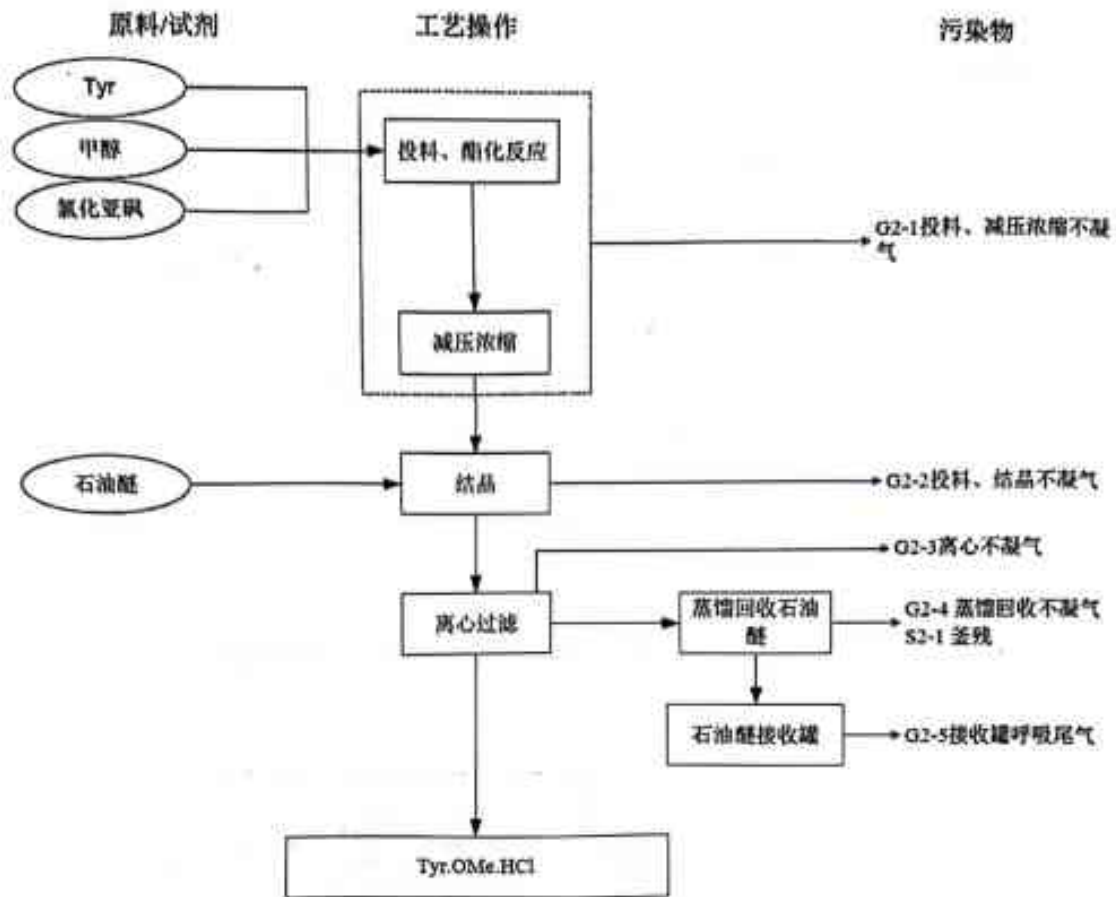 原料/试剂
工艺操作
污染物
Tyr
甲醇
氯化亚砜
投料、酯化反应
G2-1投料、减压浓缩不凝
气
减压浓缩
石油醚
结晶
G2-2投料、结晶不凝气
G2-3离心不凝气
离心过滤
蒸馏回收石油
醚
G2-4 蒸馏回收不凝气
S2-1 釜残
石油醚接收罐
G2-5接收罐呼吸尾气
Tyr.OMe.HCl